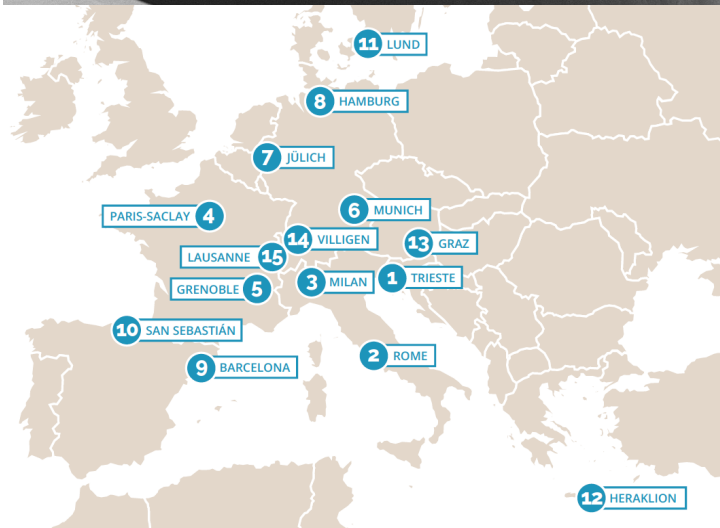 11 LUND
8 HAMBURG
7 JÜLICH
PARIS-SACLAY 4
6 MUNICH
14 VILLIGEN
13 GRAZ
LAUSANNE 15
1 TRIESTE
3 MILAN
GRENOBLE 5
10 SAN SEBASTIÁN
2 ROME
9 BARCELONA
12 HERAKLION